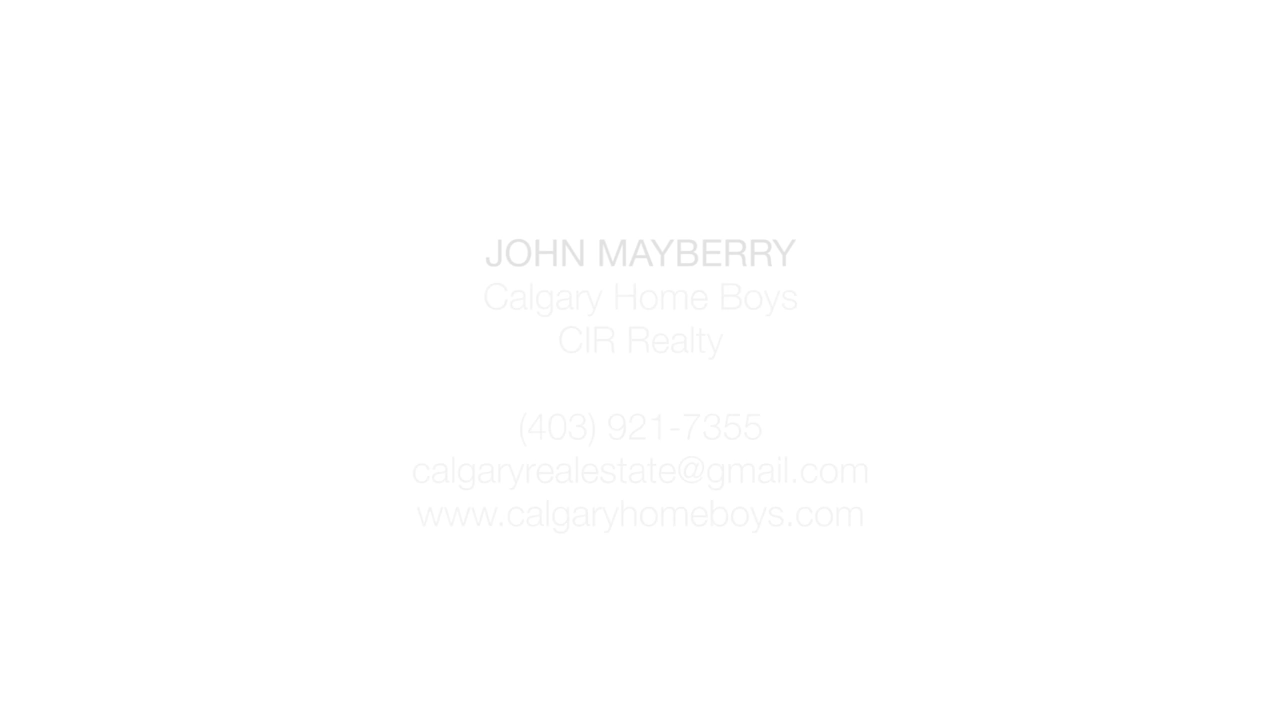 JOHN MAYBERRY
Calgary Home Boys
CIR Realty
(403) 921-7355
calgaryrealestate@gmail.com
www.calgaryhomeboys.com